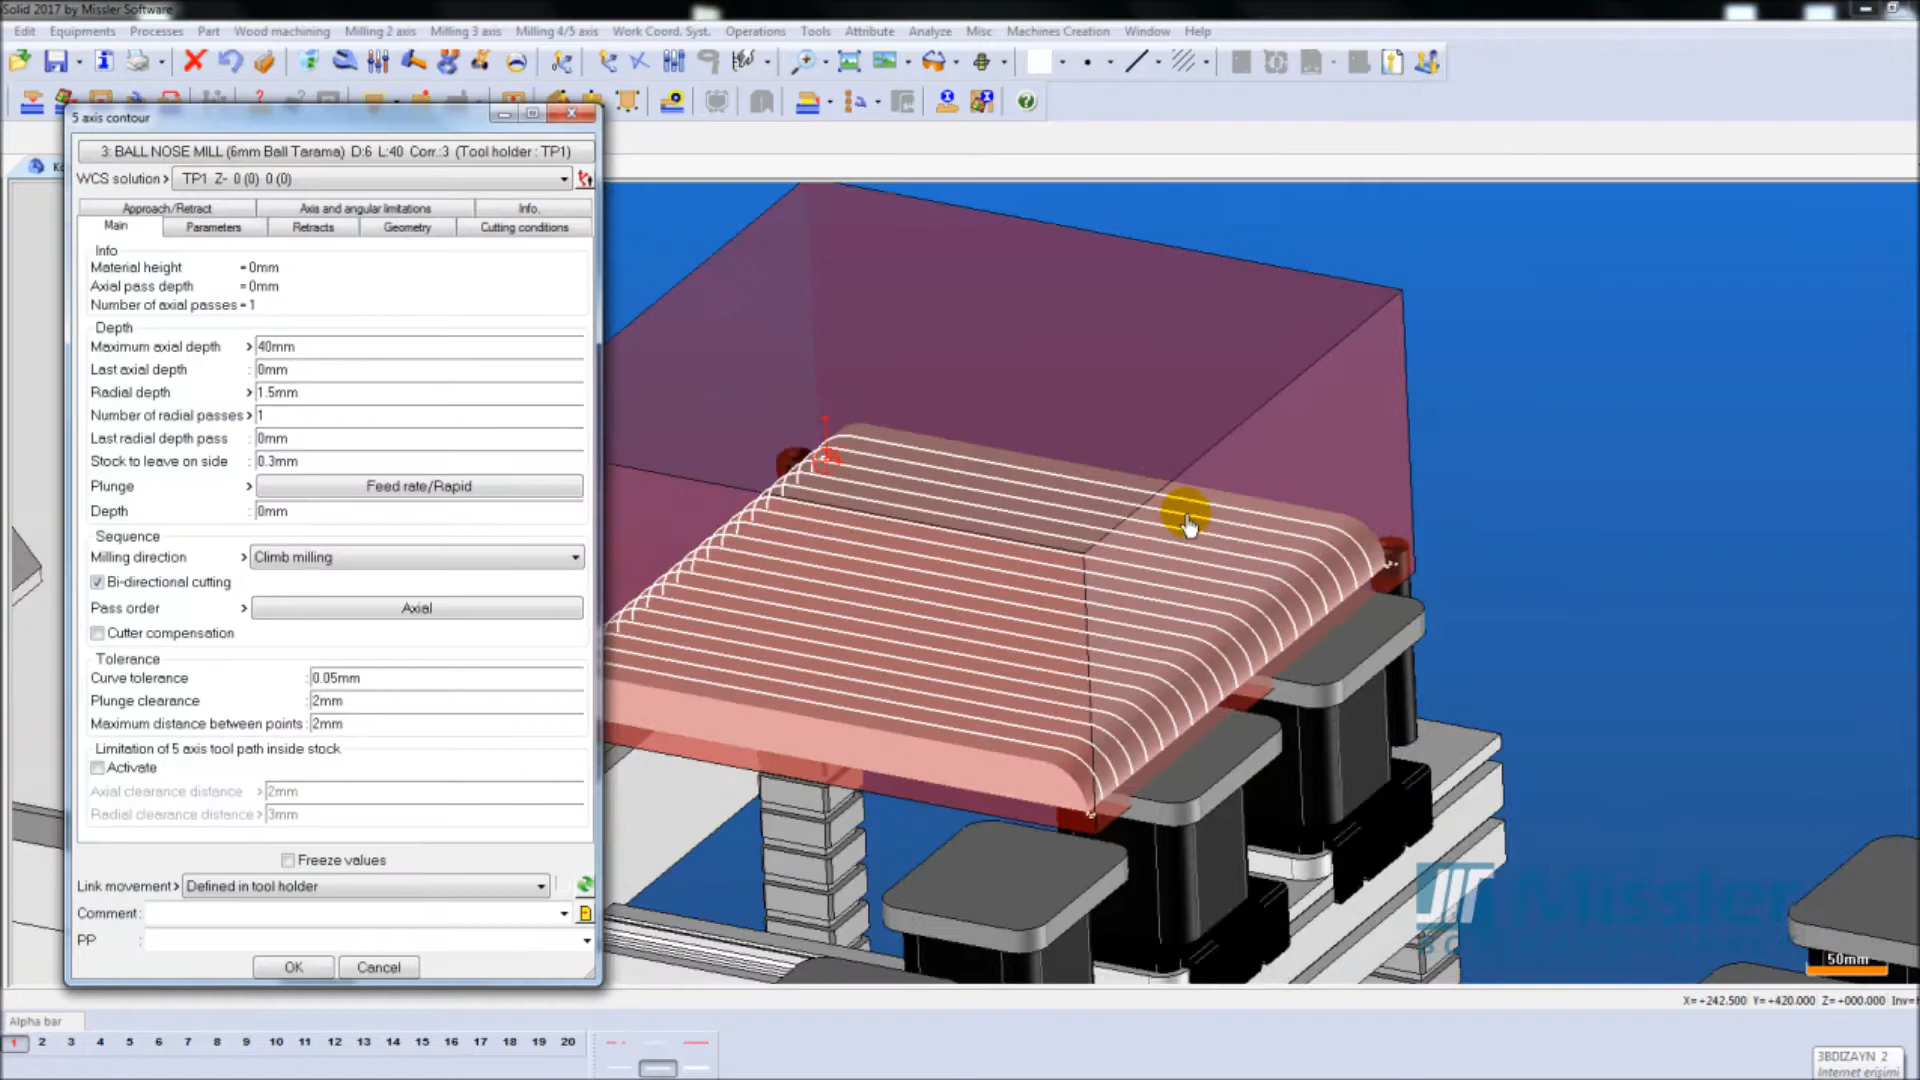 Solid 2017 by Missler Software
Edit Equipments Processes Part Wood machining Milling 2 axis Milling 3 axis Milling 4/5 axis Work Coord. Syst. Operations Tools Attribute Analyze Misc Machines Creation Window Help
5 axis contour
3: BALL NOSE MILL (6mm Ball Tarama) D:6 L:40 Corr.:3 (Tool holder : TP1)
WCS solution > TP1 Z- 0 (0) 0 (0)
Approach/Retract Axis and angular limitations Info.
Main Parameters Retracts Geometry Cutting conditions
Info
Material height = 0mm
Axial pass depth = 0mm
Number of axial passes = 1
Depth
Maximum axial depth > 40mm
Last axial depth : 0mm
Radial depth > 1.5mm
Number of radial passes > 1
Last radial depth pass : 0mm
Stock to leave on side : 0.3mm
Plunge > Feed rate/Rapid
Depth : 0mm
Sequence
Milling direction > Climb milling
Bi-directional cutting
Pass order > Axial
Cutter compensation
Tolerance
Curve tolerance : 0.05mm
Plunge clearance : 2mm
Maximum distance between points : 2mm
Limitation of 5 axis tool path inside stock
Activate
Axial clearance distance > 2mm
Radial clearance distance > 3mm
Freeze values
Link movement > Defined in tool holder
Comment :
PP :
OK Cancel
Missler
50mm
X= +242.500 Y= +420.000 Z= +000.000 Inv=
Alpha bar
1 2 3 4 5 6 7 8 9 10 11 12 13 14 15 16 17 18 19 20
3BDIZAYN 2
Internet erişimi